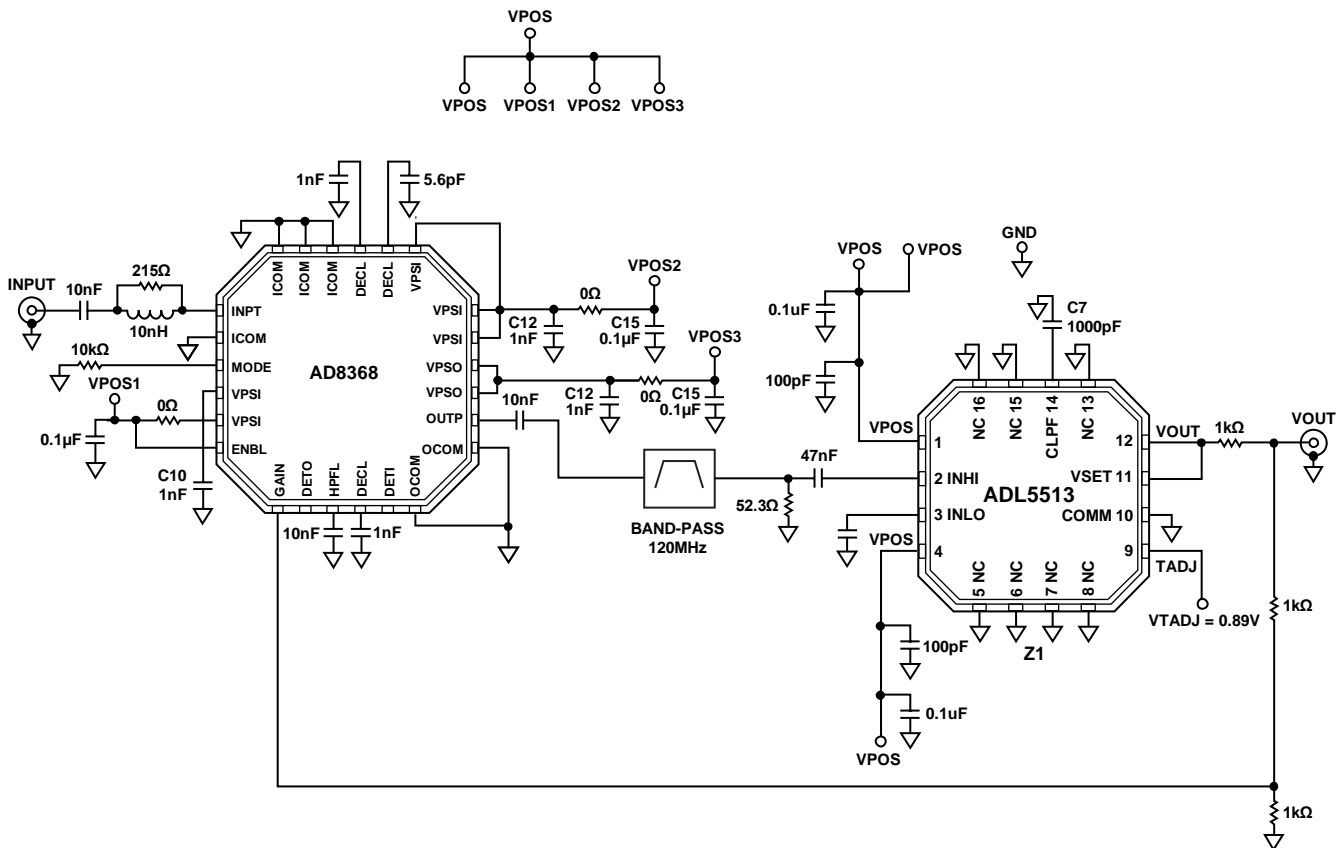 VPOS
VPOS VPOS1 VPOS2 VPOS3
1nF 5.6pF
GND
INPUT
10nF
215Ω
10nH
ICOM ICOM ICOM DECL DECL VPSI
INPT
ICOM
MODE
VPSI
VPSI
ENBL
AD8368
VPSI
VPSI
VPSO
VPSO
OUTP
OCOM
GAIN DETO HPFL DECL DETI OCOM
10kΩ
VPOS1
0Ω
0.1µF
C10
1nF
10nF 1nF
VPOS2
0Ω
C12
1nF
C15
0.1µF
VPOS3
C12
1nF
0Ω
C15
0.1µF
10nF
BAND-PASS
120MHz
52.3Ω
47nF
VPOS VPOS
0.1uF
100pF
C7
1000pF
NC 16 NC 15 CLPF 14 NC 13
VPOS
1
2 INHI
3 INLO
VPOS
4
ADL5513
12
VSET 11
COMM 10
9
TADJ
5 NC 6 NC 7 NC 8 NC
Z1
VOUT
1kΩ
VOUT
VTADJ = 0.89V
1kΩ
100pF
0.1uF
VPOS
1kΩ